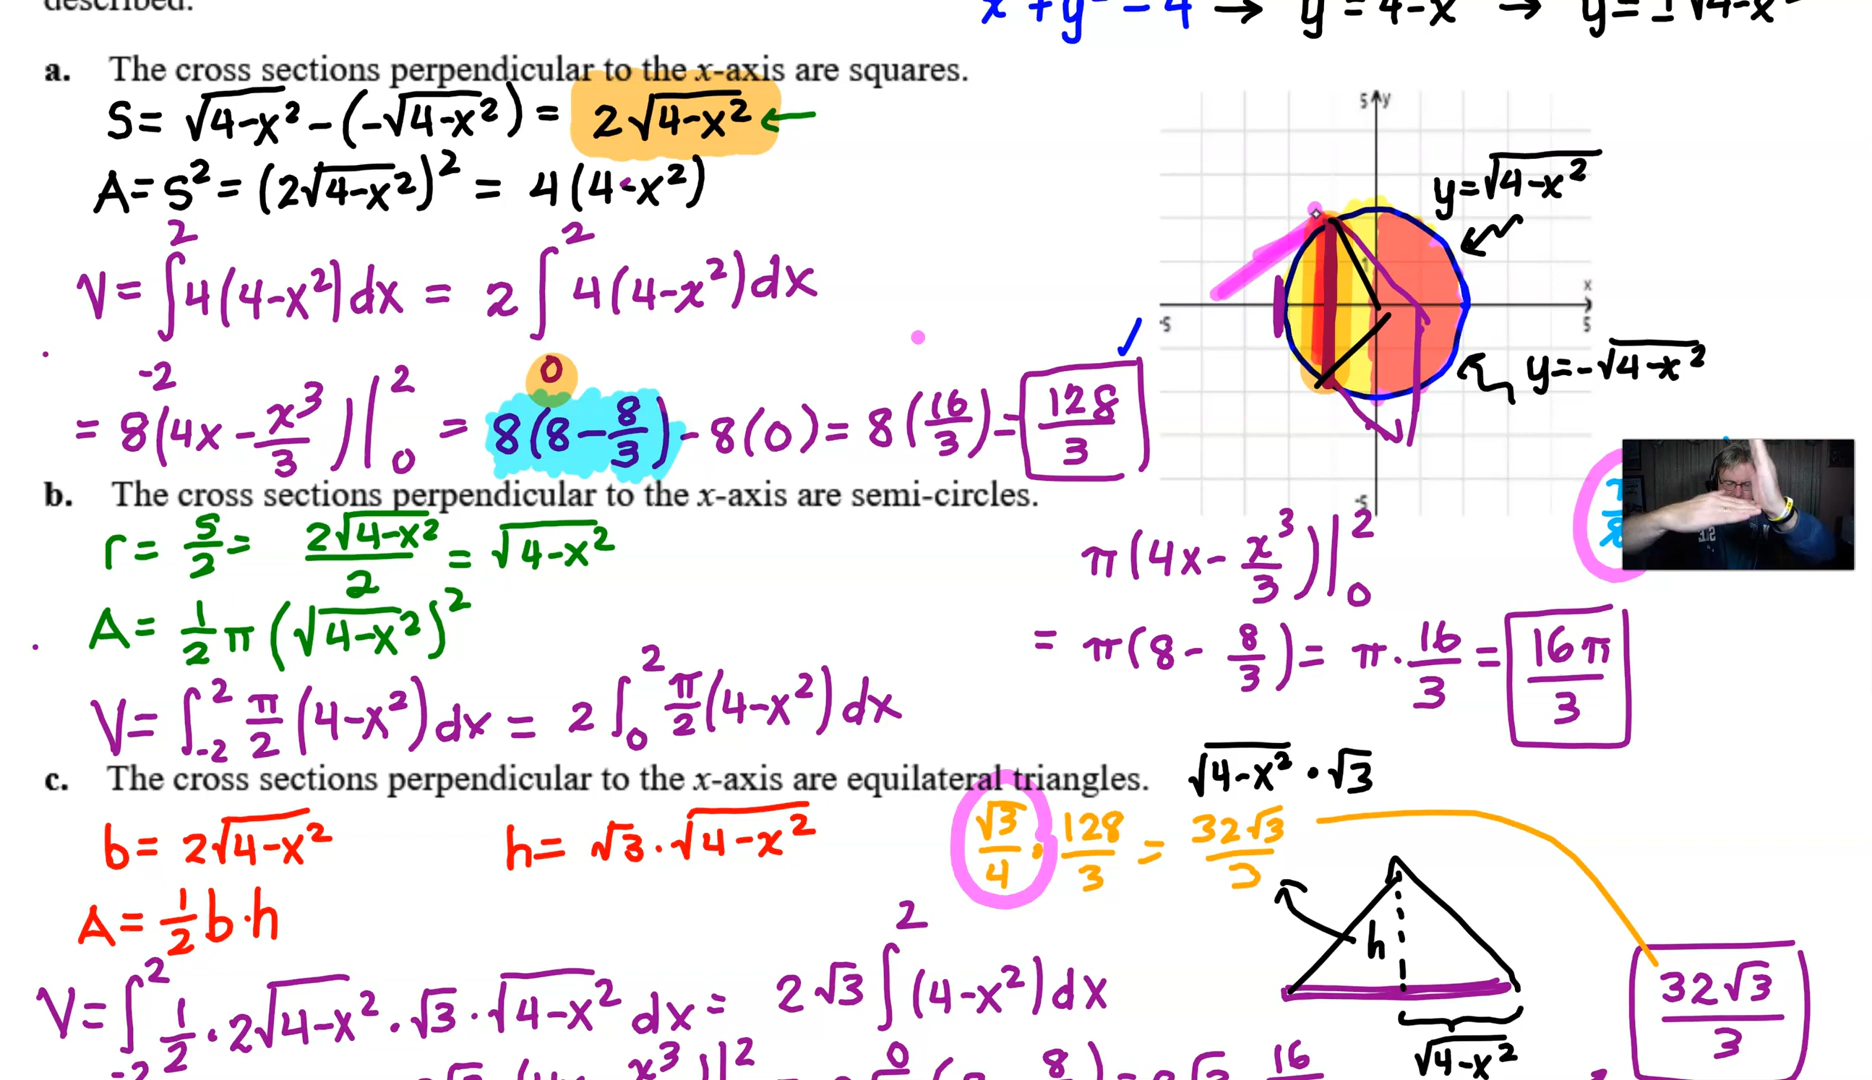 described.
x² + y² = 4 → y² = 4-x² → y = ±√4-x²
a. The cross sections perpendicular to the x-axis are squares.
S = √4-x² - (-√4-x²) = 2√4-x² ←
A = S² = (2√4-x²)² = 4(4-x²)
V = ∫₋₂² 4(4-x²)dx = 2∫₀² 4(4-x²)dx
= 8(4x - x³/3)|₀² = 8(8 - 8/3) - 8(0) = 8(16/3) = 128/3 ✓
5 y
y = √4-x²
1
x
-5 5
y = -√4-x²
-5
b. The cross sections perpendicular to the x-axis are semi-circles.
r = s/2 = 2√4-x²/2 = √4-x²
A = 1/2 π(√4-x²)²
V = ∫₋₂² π/2 (4-x²)dx = 2∫₀² π/2 (4-x²)dx
π(4x - x³/3)|₀²
= π(8 - 8/3) = π · 16/3 = 16π/3
π/8
c. The cross sections perpendicular to the x-axis are equilateral triangles.
√4-x² · √3
b = 2√4-x² h = √3 · √4-x²
√3/4 · 128/3 = 32√3/3
A = 1/2 b·h
h
√4-x²
V = ∫₋₂² 1/2 · 2√4-x² · √3 · √4-x² dx = 2√3 ∫₀² (4-x²)dx
32√3/3